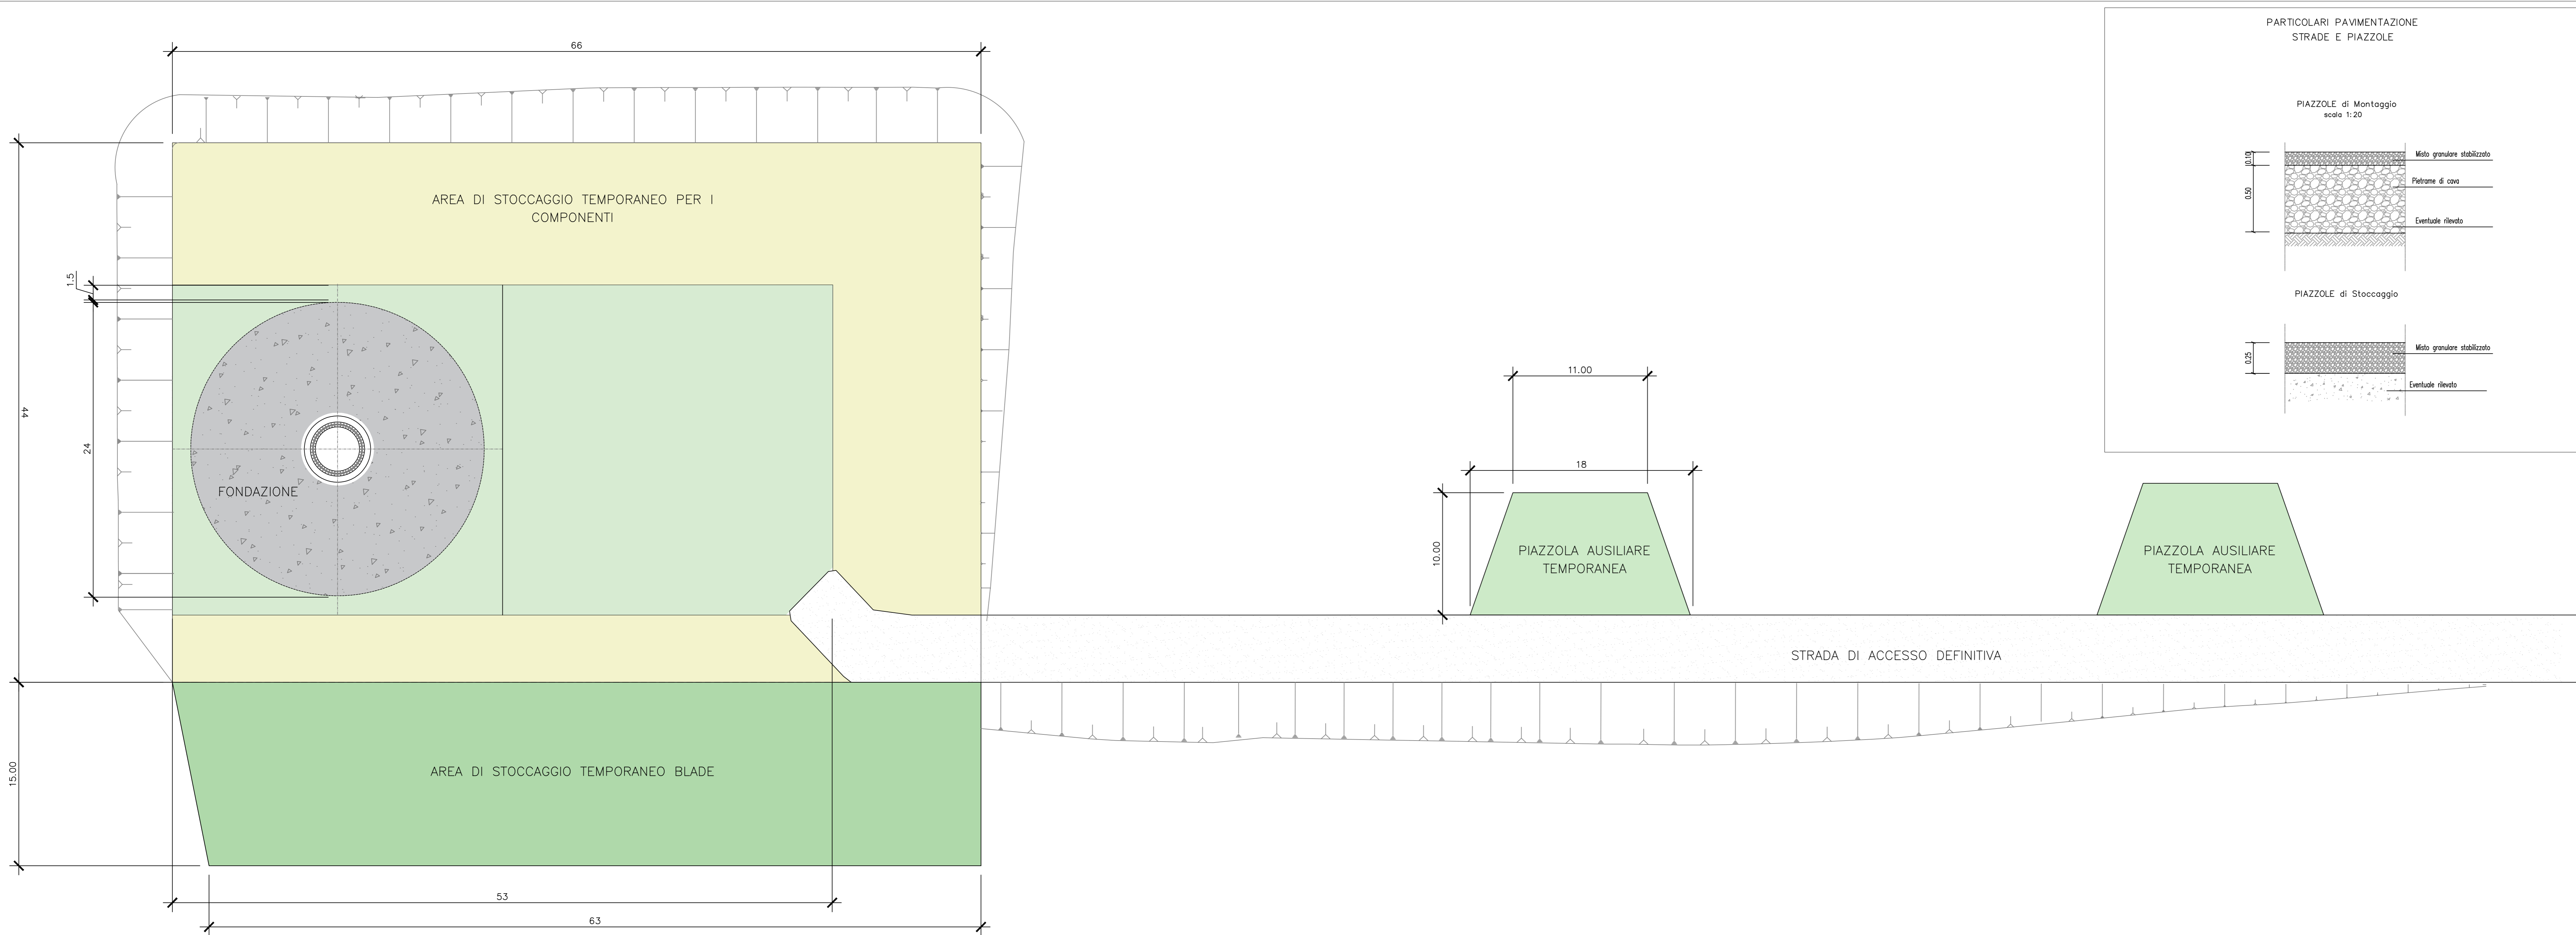 66
PARTICOLARI PAVIMENTAZIONE
STRADE E PIAZZOLE
PIAZZOLE di Montaggio
scala 1:20
0.10
Misto granulare stabilizzato
Pietrame di cava
0.50
Eventuale rilevato
PIAZZOLE di Stoccaggio
0.25
Misto granulare stabilizzato
Eventuale rilevato
AREA DI STOCCAGGIO TEMPORANEO PER I
COMPONENTI
1.5
44
24
FONDAZIONE
11.00
18
10.00
PIAZZOLA AUSILIARE
TEMPORANEA
PIAZZOLA AUSILIARE
TEMPORANEA
STRADA DI ACCESSO DEFINITIVA
15.00
AREA DI STOCCAGGIO TEMPORANEO BLADE
53
63